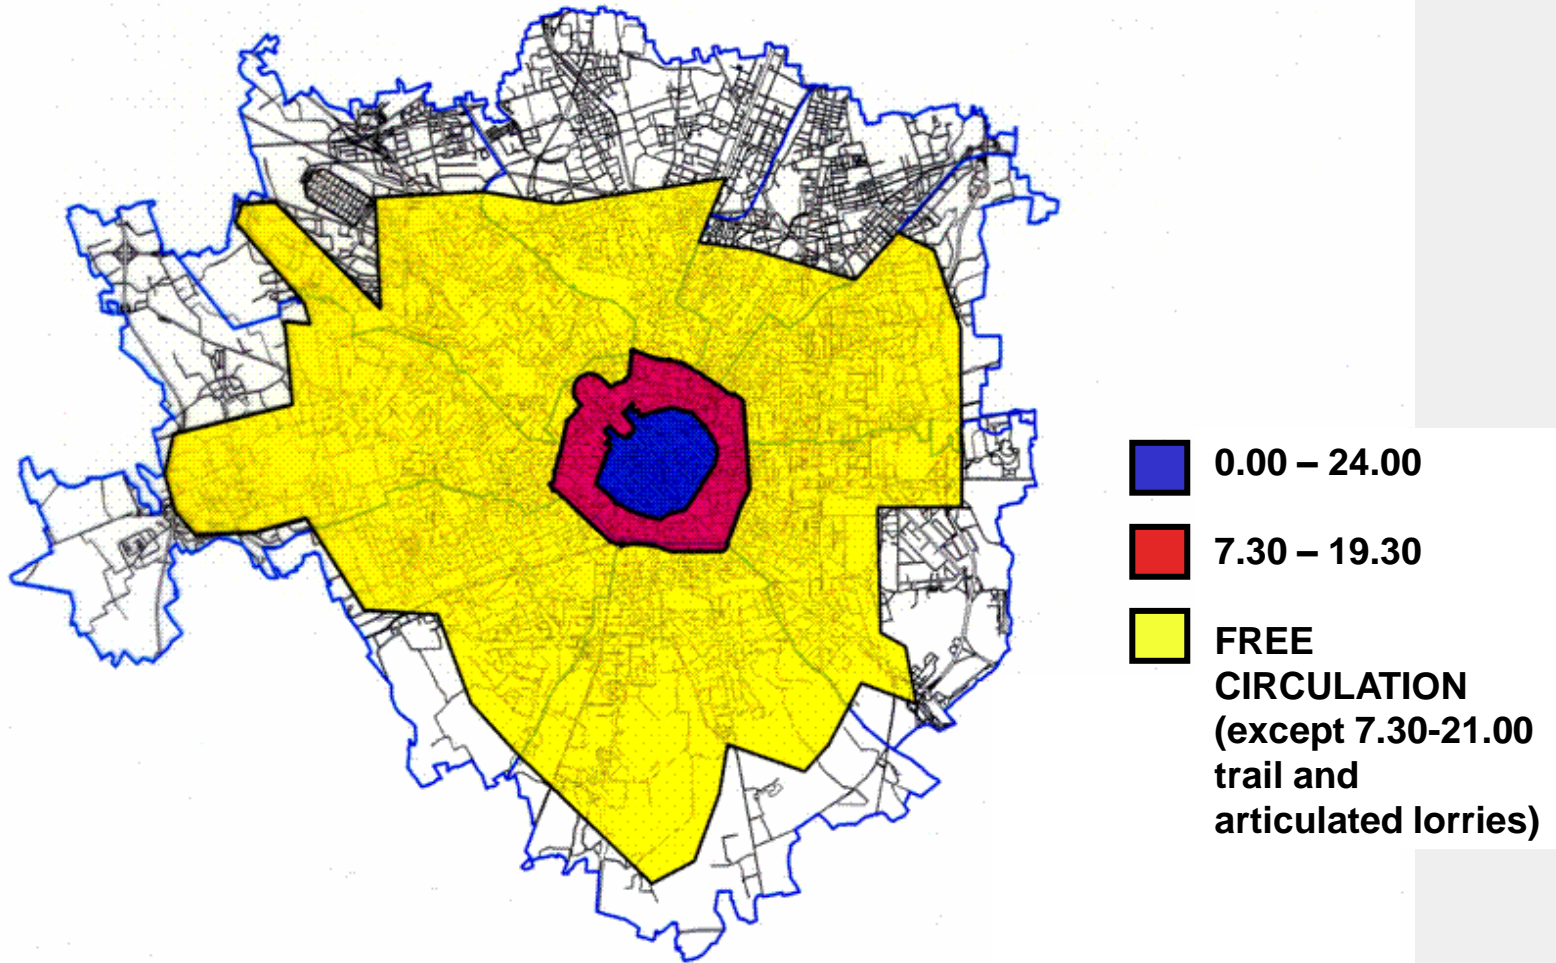 0.00 – 24.00
7.30 – 19.30
FREE
CIRCULATION
(except 7.30-21.00
trail and
articulated lorries)